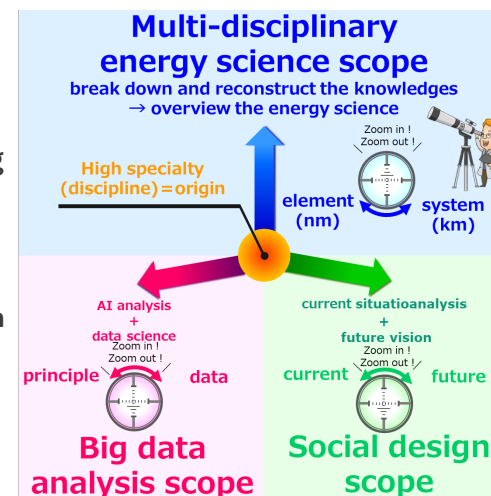 Multi-disciplinary
energy science scope
break down and reconstruct the knowledges
→ overview the energy science
Zoom in !
Zoom out !
High specialty
(discipline)=origin
element
(nm)
system
(km)
AI analysis
+
data science
Zoom in !
Zoom out !
principle
data
Big data
analysis scope
current situatioanalysis
+
future vision
Zoom in !
Zoom out !
current
future
Social design
scope